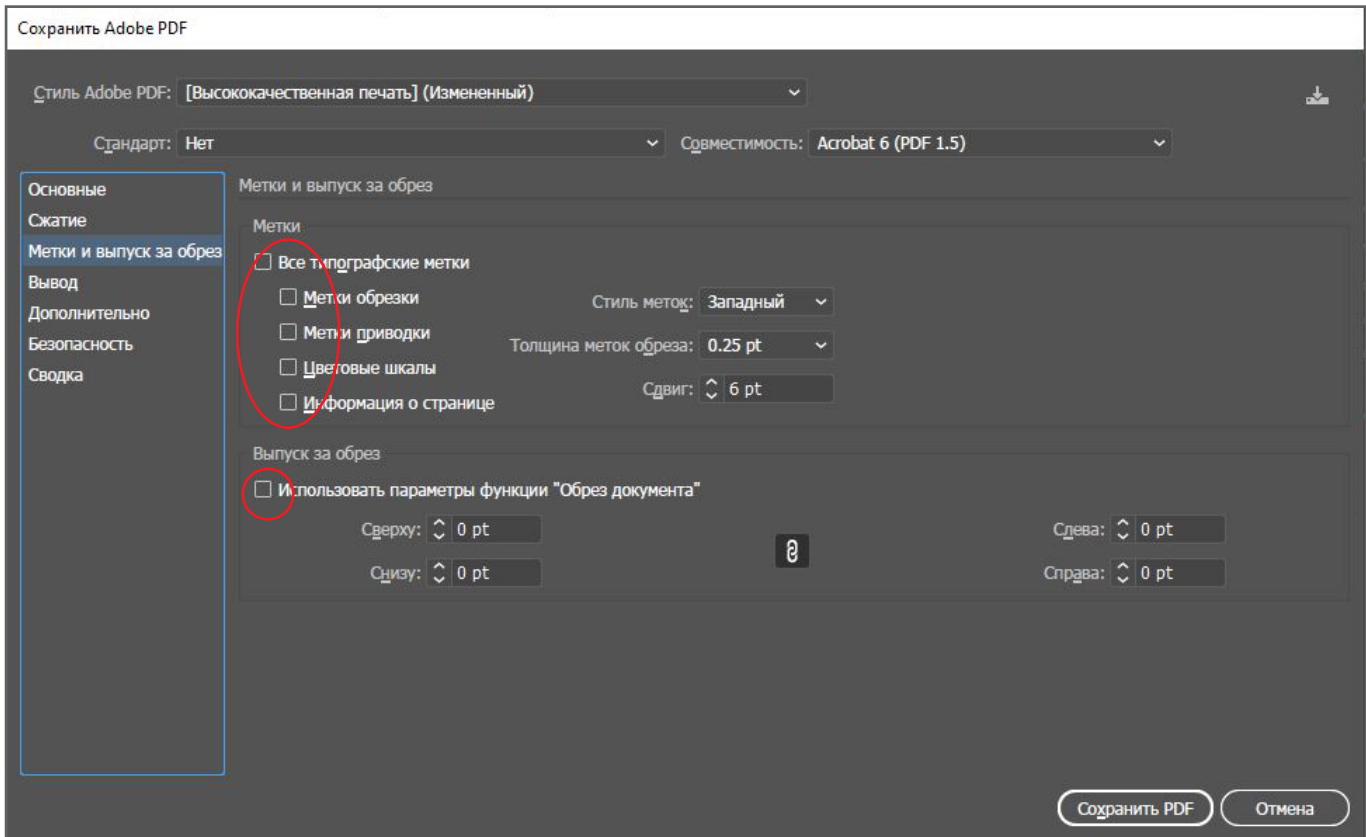 Сохранить Adobe PDF
Стиль Adobe PDF: [Высококачественная печать] (Измененный)
Стандарт: Нет Совместимость: Acrobat 6 (PDF 1.5)
Основные
Сжатие
Метки и выпуск за обрез
Вывод
Дополнительно
Безопасность
Сводка
Метки и выпуск за обрез
Метки
Все типографские метки
Метки обрезки
Метки приводки
Цветовые шкалы
Информация о странице
Стиль меток: Западный
Толщина меток обреза: 0.25 pt
Сдвиг: 6 pt
Выпуск за обрез
Использовать параметры функции "Обрез документа"
Сверху: 0 pt Слева: 0 pt
Снизу: 0 pt Справа: 0 pt
Сохранить PDF Отмена